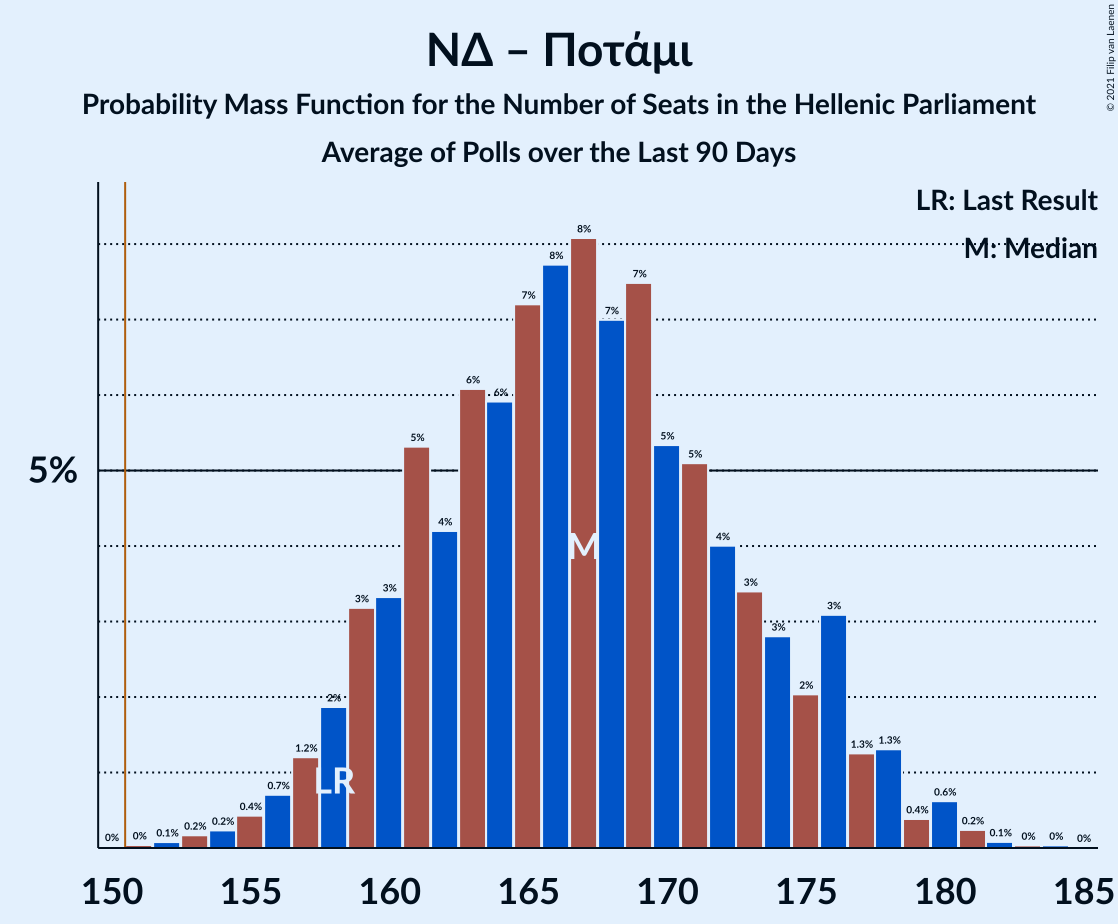 ΝΔ – Ποτάμι
Probability Mass Function for the Number of Seats in the Hellenic Parliament
Average of Polls over the Last 90 Days
© 2021 Filip van Laenen
LR: Last Result
M: Median
5%
0% 0% 0.1% 0.2% 0.2% 0.4% 0.7% 1.2% 2% 3% 3% 5% 4% 6% 6% 7% 8% 8% 7% 7% 5% 5% 4% 3% 3% 2% 3% 1.3% 1.3% 0.4% 0.6% 0.2% 0.1% 0% 0% 0%
M
LR
150 155 160 165 170 175 180 185